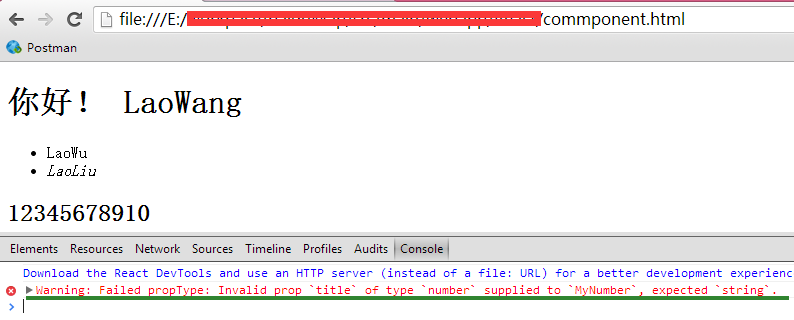 file:///E:/ /commponent.html
Postman
你好！ LaoWang
LaoWu
LaoLiu
12345678910
Elements Resources Network Sources Timeline Profiles Audits Console
Download the React DevTools and use an HTTP server (instead of a file: URL) for a better development experienc
Warning: Failed propType: Invalid prop `title` of type `number` supplied to `MyNumber`, expected `string`.